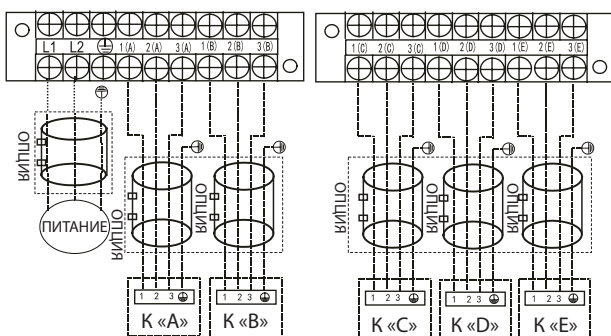 L1 L2 1(A) 2(A) 3(A) 1(B) 2(B) 3(B)
1(C) 2(C) 3(C) 1(D) 2(D) 3(D) 1(E) 2(E) 3(E)
ОПЦИЯ
ПИТАНИЕ
ОПЦИЯ
ОПЦИЯ
ОПЦИЯ
ОПЦИЯ
ОПЦИЯ
1 2 3
К «A»
1 2 3
К «B»
1 2 3
К «C»
1 2 3
К «D»
1 2 3
К «E»